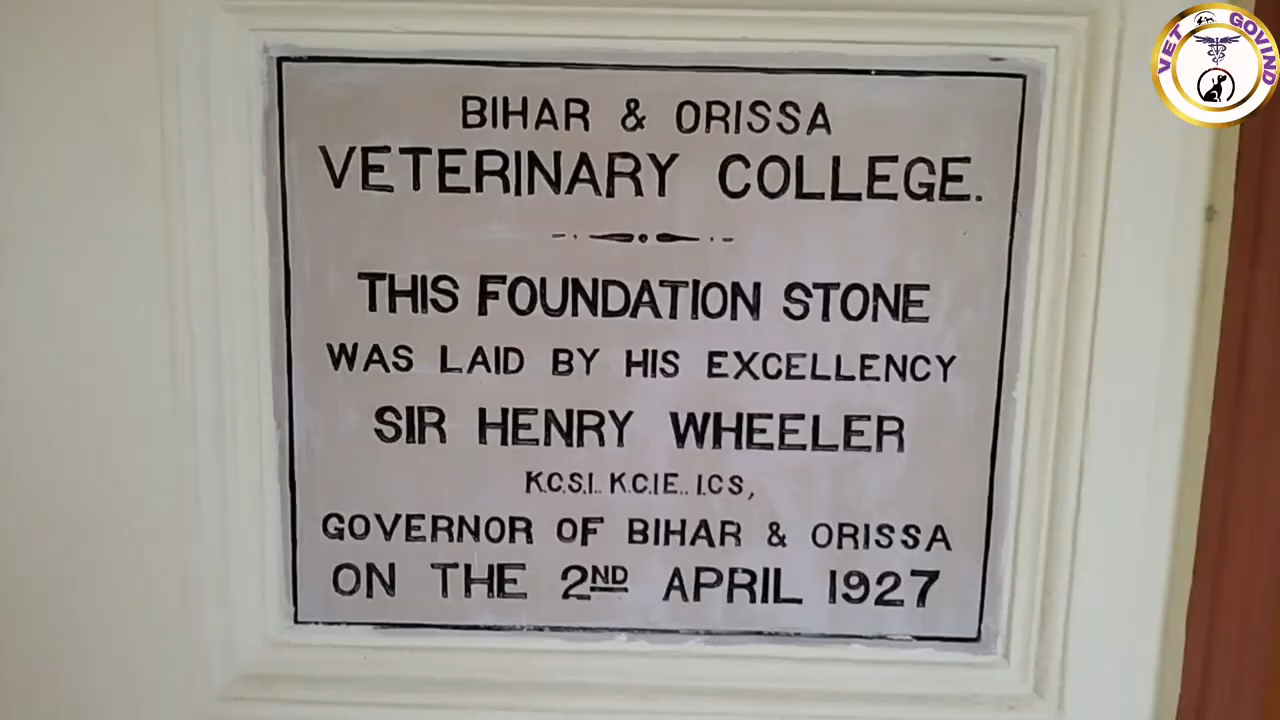 BIHAR & ORISSA
VETERINARY COLLEGE.
THIS FOUNDATION STONE
WAS LAID BY HIS EXCELLENCY
SIR HENRY WHEELER
K.C.S.I.. K.C.I.E.. I.C.S,
GOVERNOR OF BIHAR & ORISSA
ON THE 2ND APRIL 1927
VET GOVIND